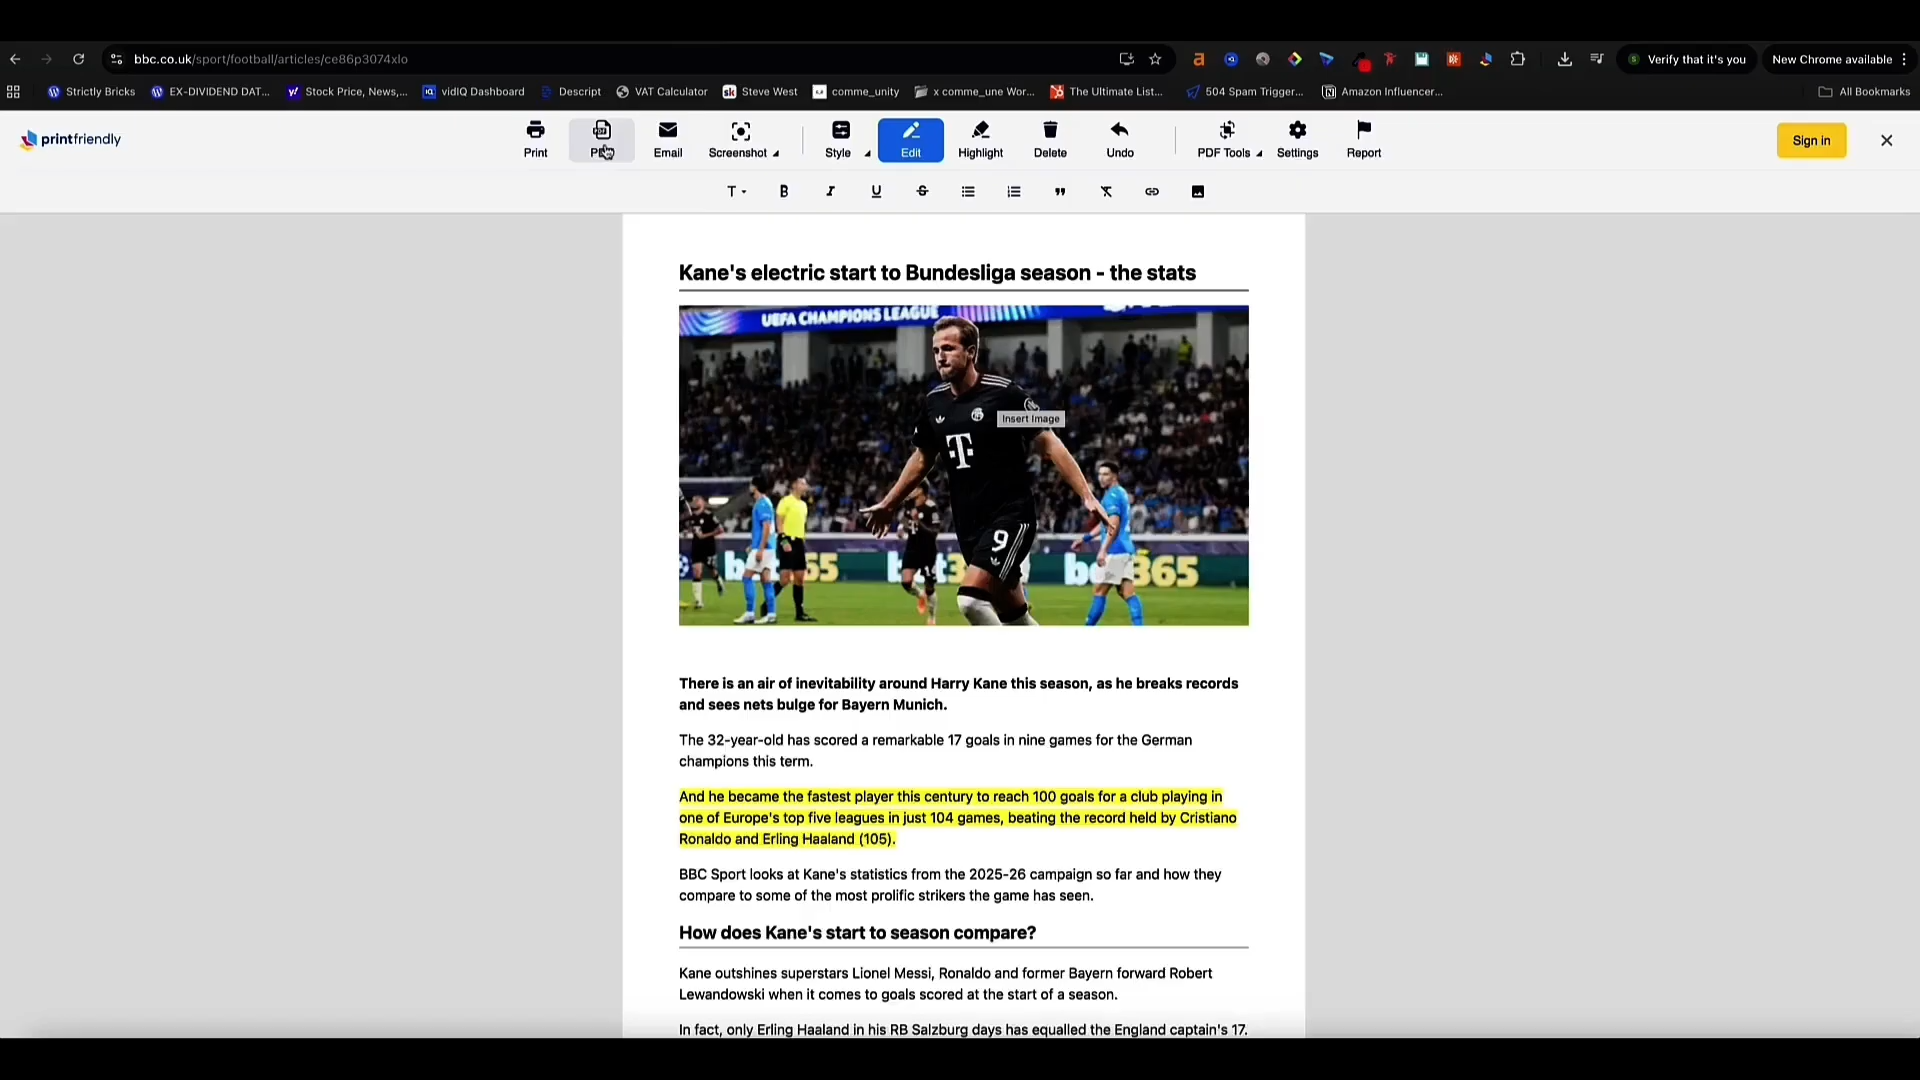 bbc.co.uk/sport/football/articles/ce86p3074xlo
Verify that it's you
New Chrome available
Strictly Bricks
EX-DIVIDEND DAT...
Stock Price, News,...
vidIQ Dashboard
Descript
VAT Calculator
Steve West
comme_unity
x comme_une Wor...
The Ultimate List...
504 Spam Trigger...
Amazon Influencer...
All Bookmarks
printfriendly
Print
Email
Screenshot
Style
Edit
Highlight
Delete
Undo
PDF Tools
Settings
Report
Sign in
Kane's electric start to Bundesliga season - the stats
UEFA CHAMPIONS LEAGUE
Insert Image
T
9
bet365
There is an air of inevitability around Harry Kane this season, as he breaks records
and sees nets bulge for Bayern Munich.
The 32-year-old has scored a remarkable 17 goals in nine games for the German
champions this term.
And he became the fastest player this century to reach 100 goals for a club playing in
one of Europe's top five leagues in just 104 games, beating the record held by Cristiano
Ronaldo and Erling Haaland (105).
BBC Sport looks at Kane's statistics from the 2025-26 campaign so far and how they
compare to some of the most prolific strikers the game has seen.
How does Kane's start to season compare?
Kane outshines superstars Lionel Messi, Ronaldo and former Bayern forward Robert
Lewandowski when it comes to goals scored at the start of a season.
In fact, only Erling Haaland in his RB Salzburg days has equalled the England captain's 17.